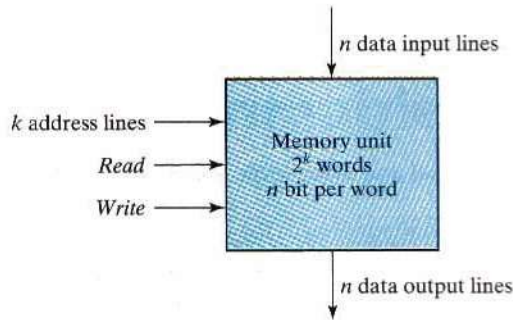 n data input lines
k address lines
Read
Write
Memory unit
2^k words
n bit per word
n data output lines